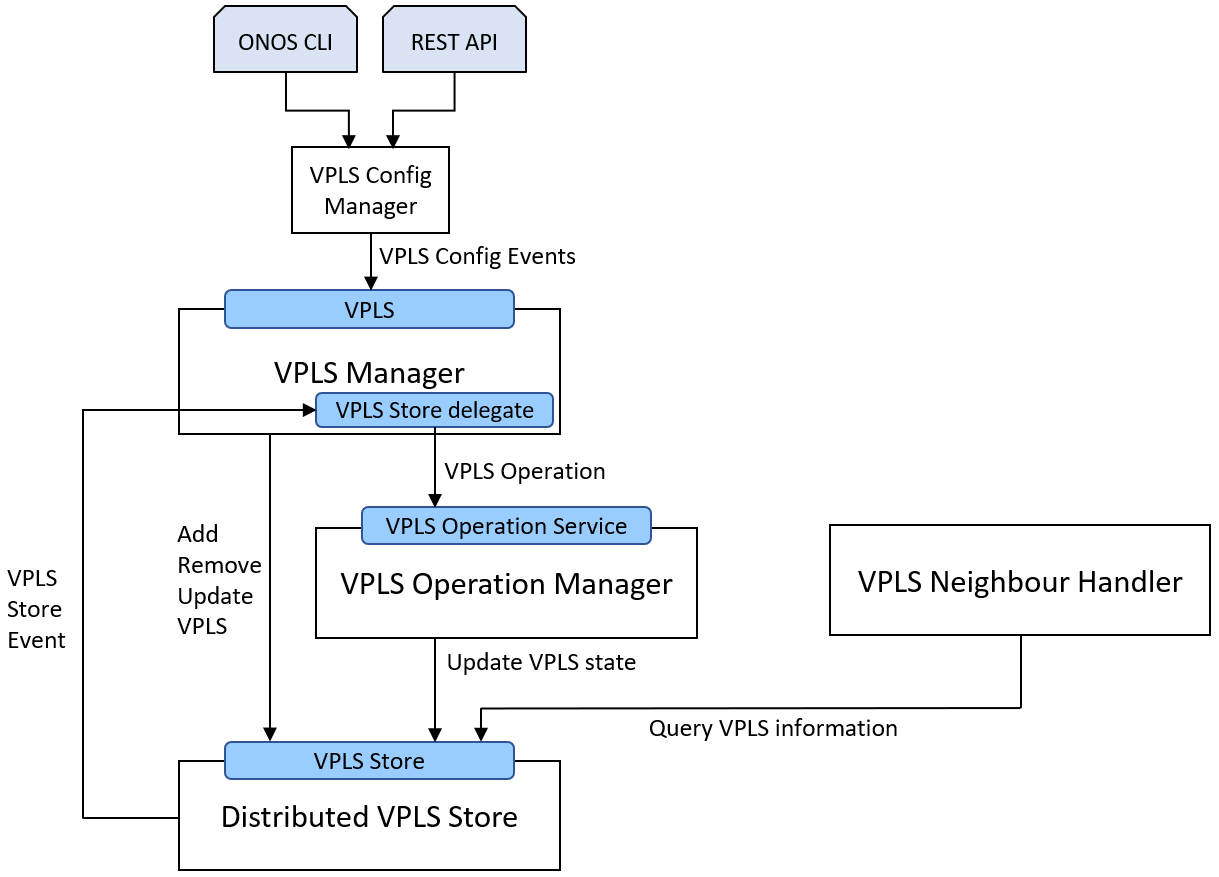 ONOS CLI
REST API
VPLS Config
Manager
VPLS Config Events
VPLS
VPLS Manager
VPLS Store delegate
VPLS Operation
VPLS Operation Service
VPLS Operation Manager
Add
Remove
Update
VPLS
VPLS
Store
Event
VPLS Neighbour Handler
Update VPLS state
Query VPLS information
VPLS Store
Distributed VPLS Store